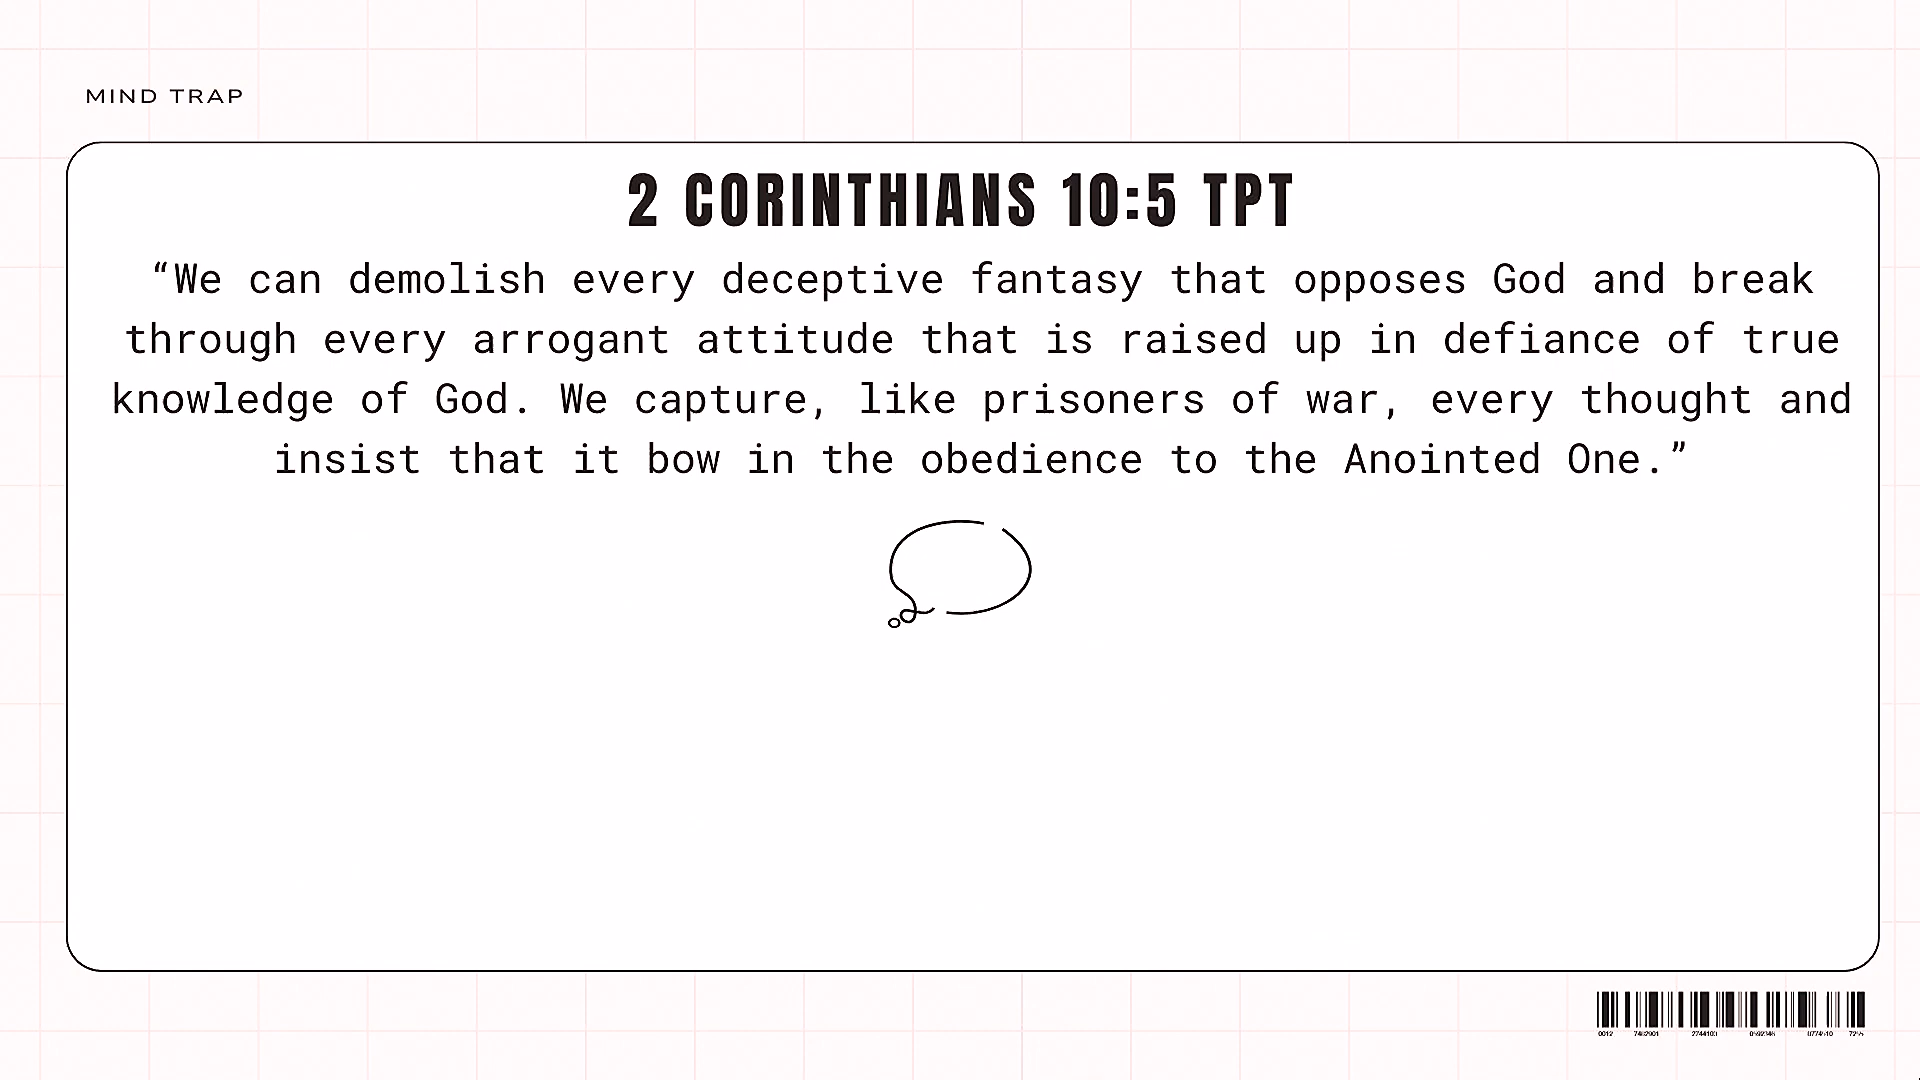 MIND TRAP
2 CORINTHIANS 10:5 TPT
“We can demolish every deceptive fantasy that opposes God and break
through every arrogant attitude that is raised up in defiance of true
knowledge of God. We capture, like prisoners of war, every thought and
insist that it bow in the obedience to the Anointed One.”
0012